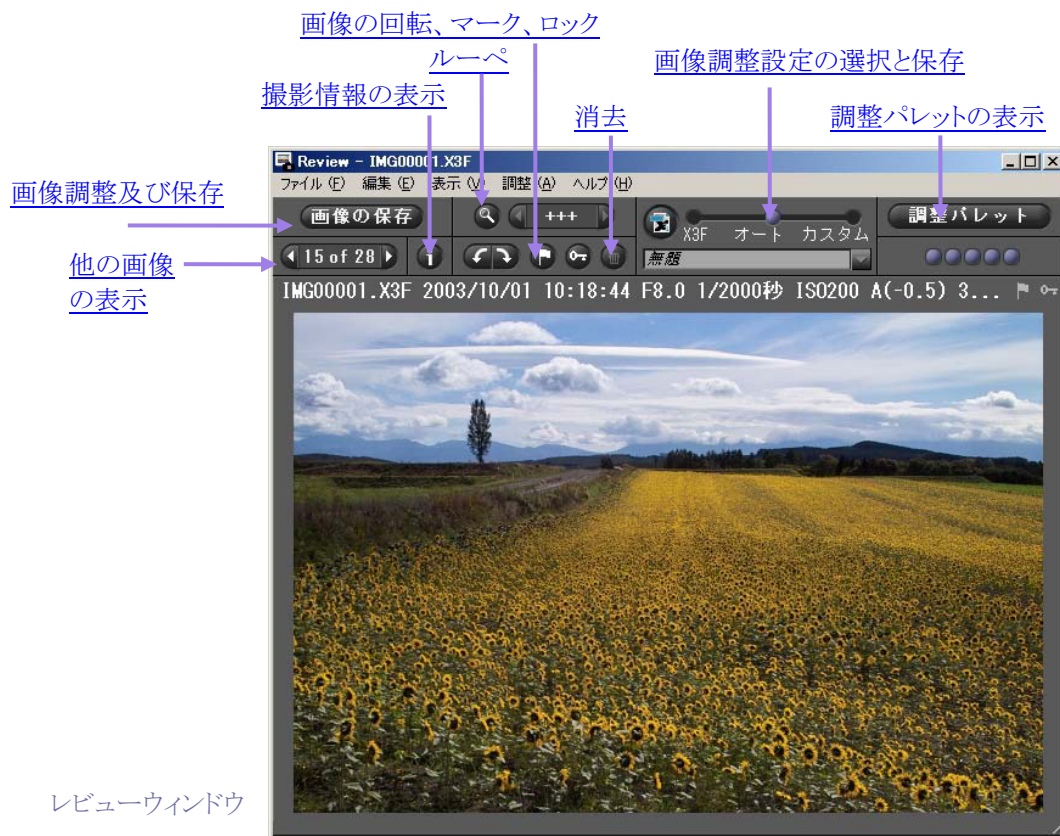 画像の回転、マーク、ロック
ルーペ
画像調整設定の選択と保存
撮影情報の表示
消去
調整パレットの表示
画像調整及び保存
他の画像
の表示
Review - IMG00001.X3F
ファイル (F) 編集 (E) 表示 (V) 調整 (A) ヘルプ (H)
画像の保存
+++
X3F オート カスタム
調整パレット
15 of 28
無題
IMG00001.X3F 2003/10/01 10:18:44 F8.0 1/2000秒 ISO200 A(-0.5) 3...
レビューウィンドウ